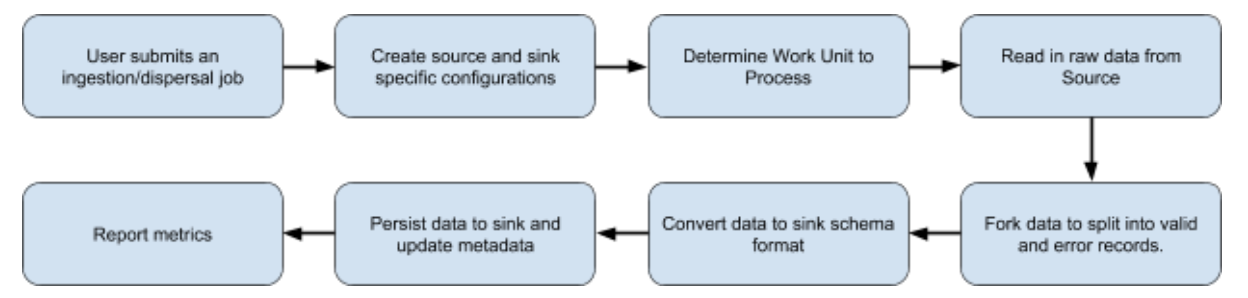 User submits an
ingestion/dispersal job
Create source and sink
specific configurations
Determine Work Unit to
Process
Read in raw data from
Source
Fork data to split into valid
and error records.
Convert data to sink schema
format
Persist data to sink and
update metadata
Report metrics